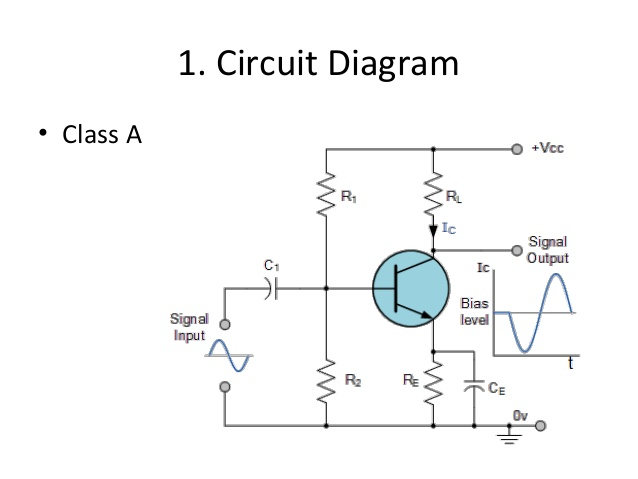 1. Circuit Diagram
• Class A
+Vcc
R1
RL
Ic
Signal
Output
C1
Ic
Bias
level
Signal
Input
t
R2
RE
CE
0v